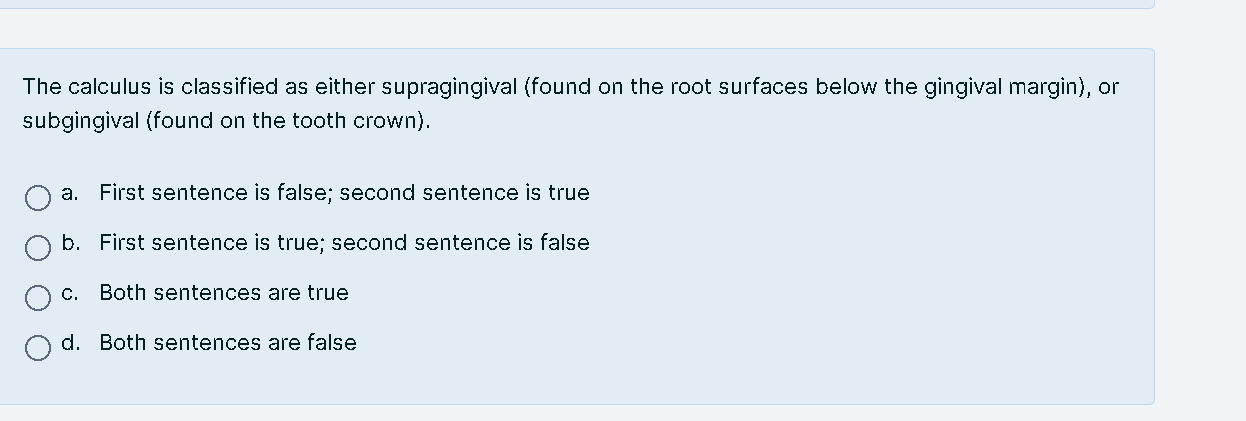 The calculus is classified as either supragingival (found on the root surfaces below the gingival margin), or
subgingival (found on the tooth crown).
a. First sentence is false; second sentence is true
b. First sentence is true; second sentence is false
c. Both sentences are true
d. Both sentences are false